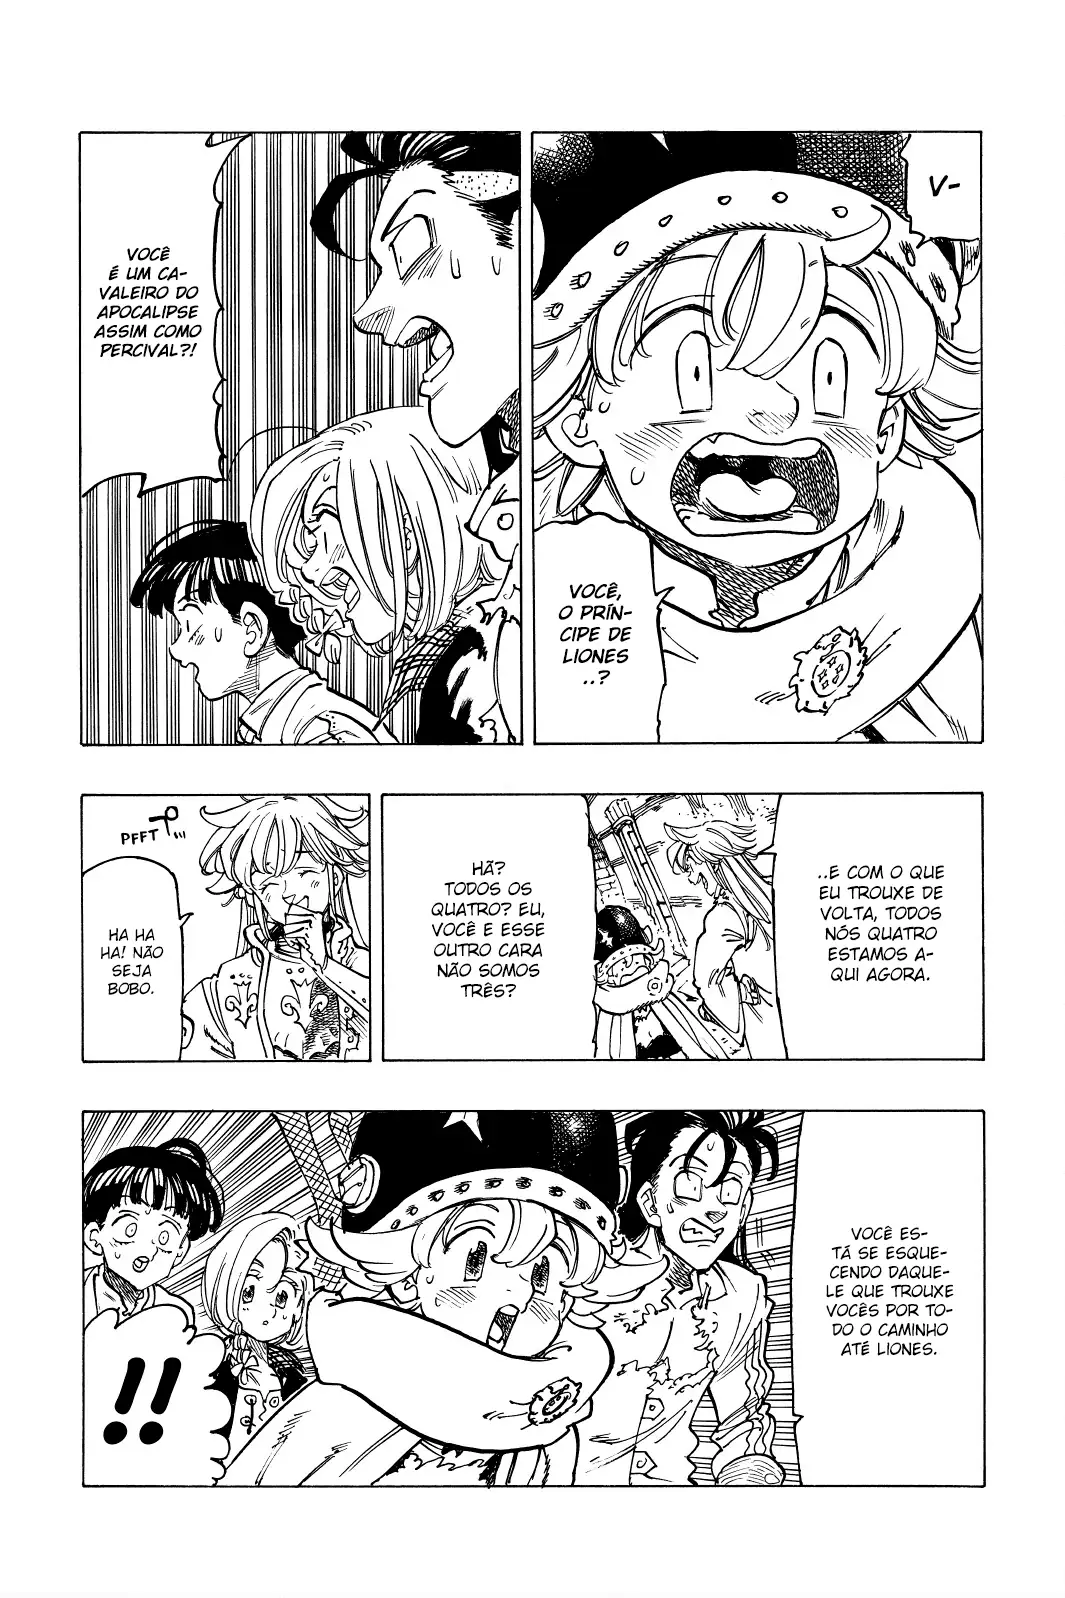 V-
VOCÊ,
O PRÍN-
CIPE DE
LIONES
..?
VOCÊ
É UM CA-
VALEIRO DO
APOCALIPSE
ASSIM COMO
PERCIVAL?!
..E COM O QUE
EU TROUXE DE
VOLTA, TODOS
NÓS QUATRO
ESTAMOS A-
QUI AGORA.
HÃ?
TODOS OS
QUATRO? EU,
VOCÊ E ESSE
OUTRO CARA
NÃO SOMOS
TRÊS?
PFFT
プ
HA HA
HA! NÃO
SEJA
BOBO.
VOCÊ ES-
TÁ SE ESQUE-
CENDO DAQUE-
LE QUE TROUXE
VOCÊS POR TO-
DO O CAMINHO
ATÉ LIONES.
!!